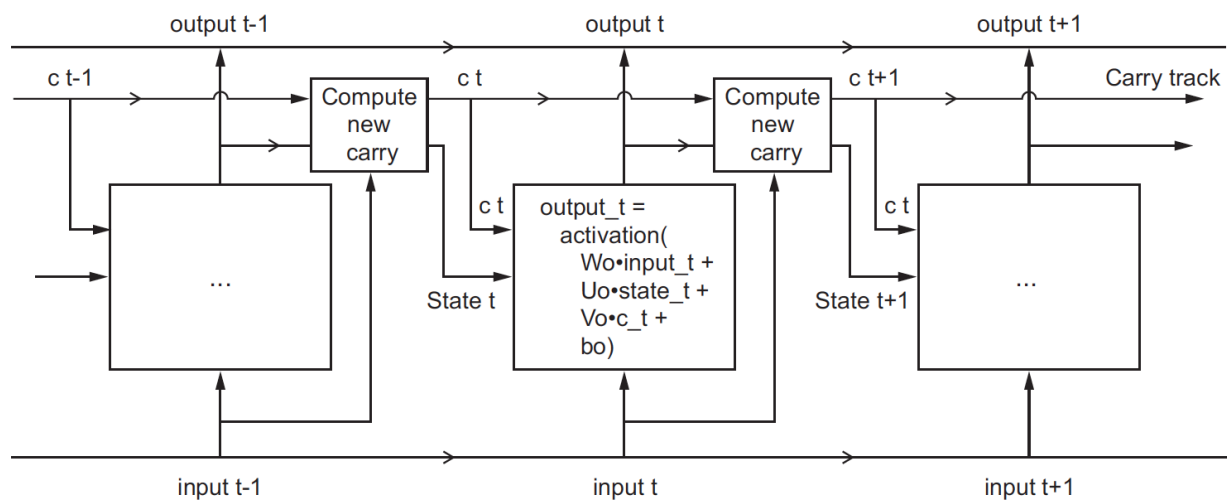 output t-1
output t
output t+1
c t-1
c t
c t+1
Carry track
Compute
new
carry
Compute
new
carry
c t
c t
output_t =
activation(
Wo•input_t +
Uo•state_t +
Vo•c_t +
bo)
...
...
State t
State t+1
input t-1
input t
input t+1